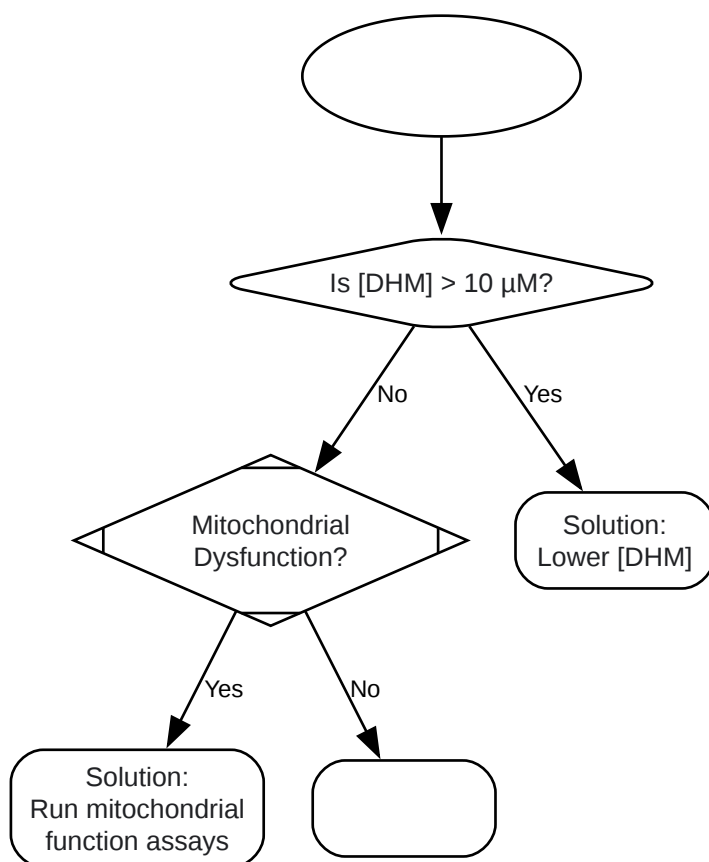 Is [DHM] > 10 µM?
No
Yes
Mitochondrial
Dysfunction?
Solution:
Lower [DHM]
Yes
No
Solution:
Run mitochondrial
function assays